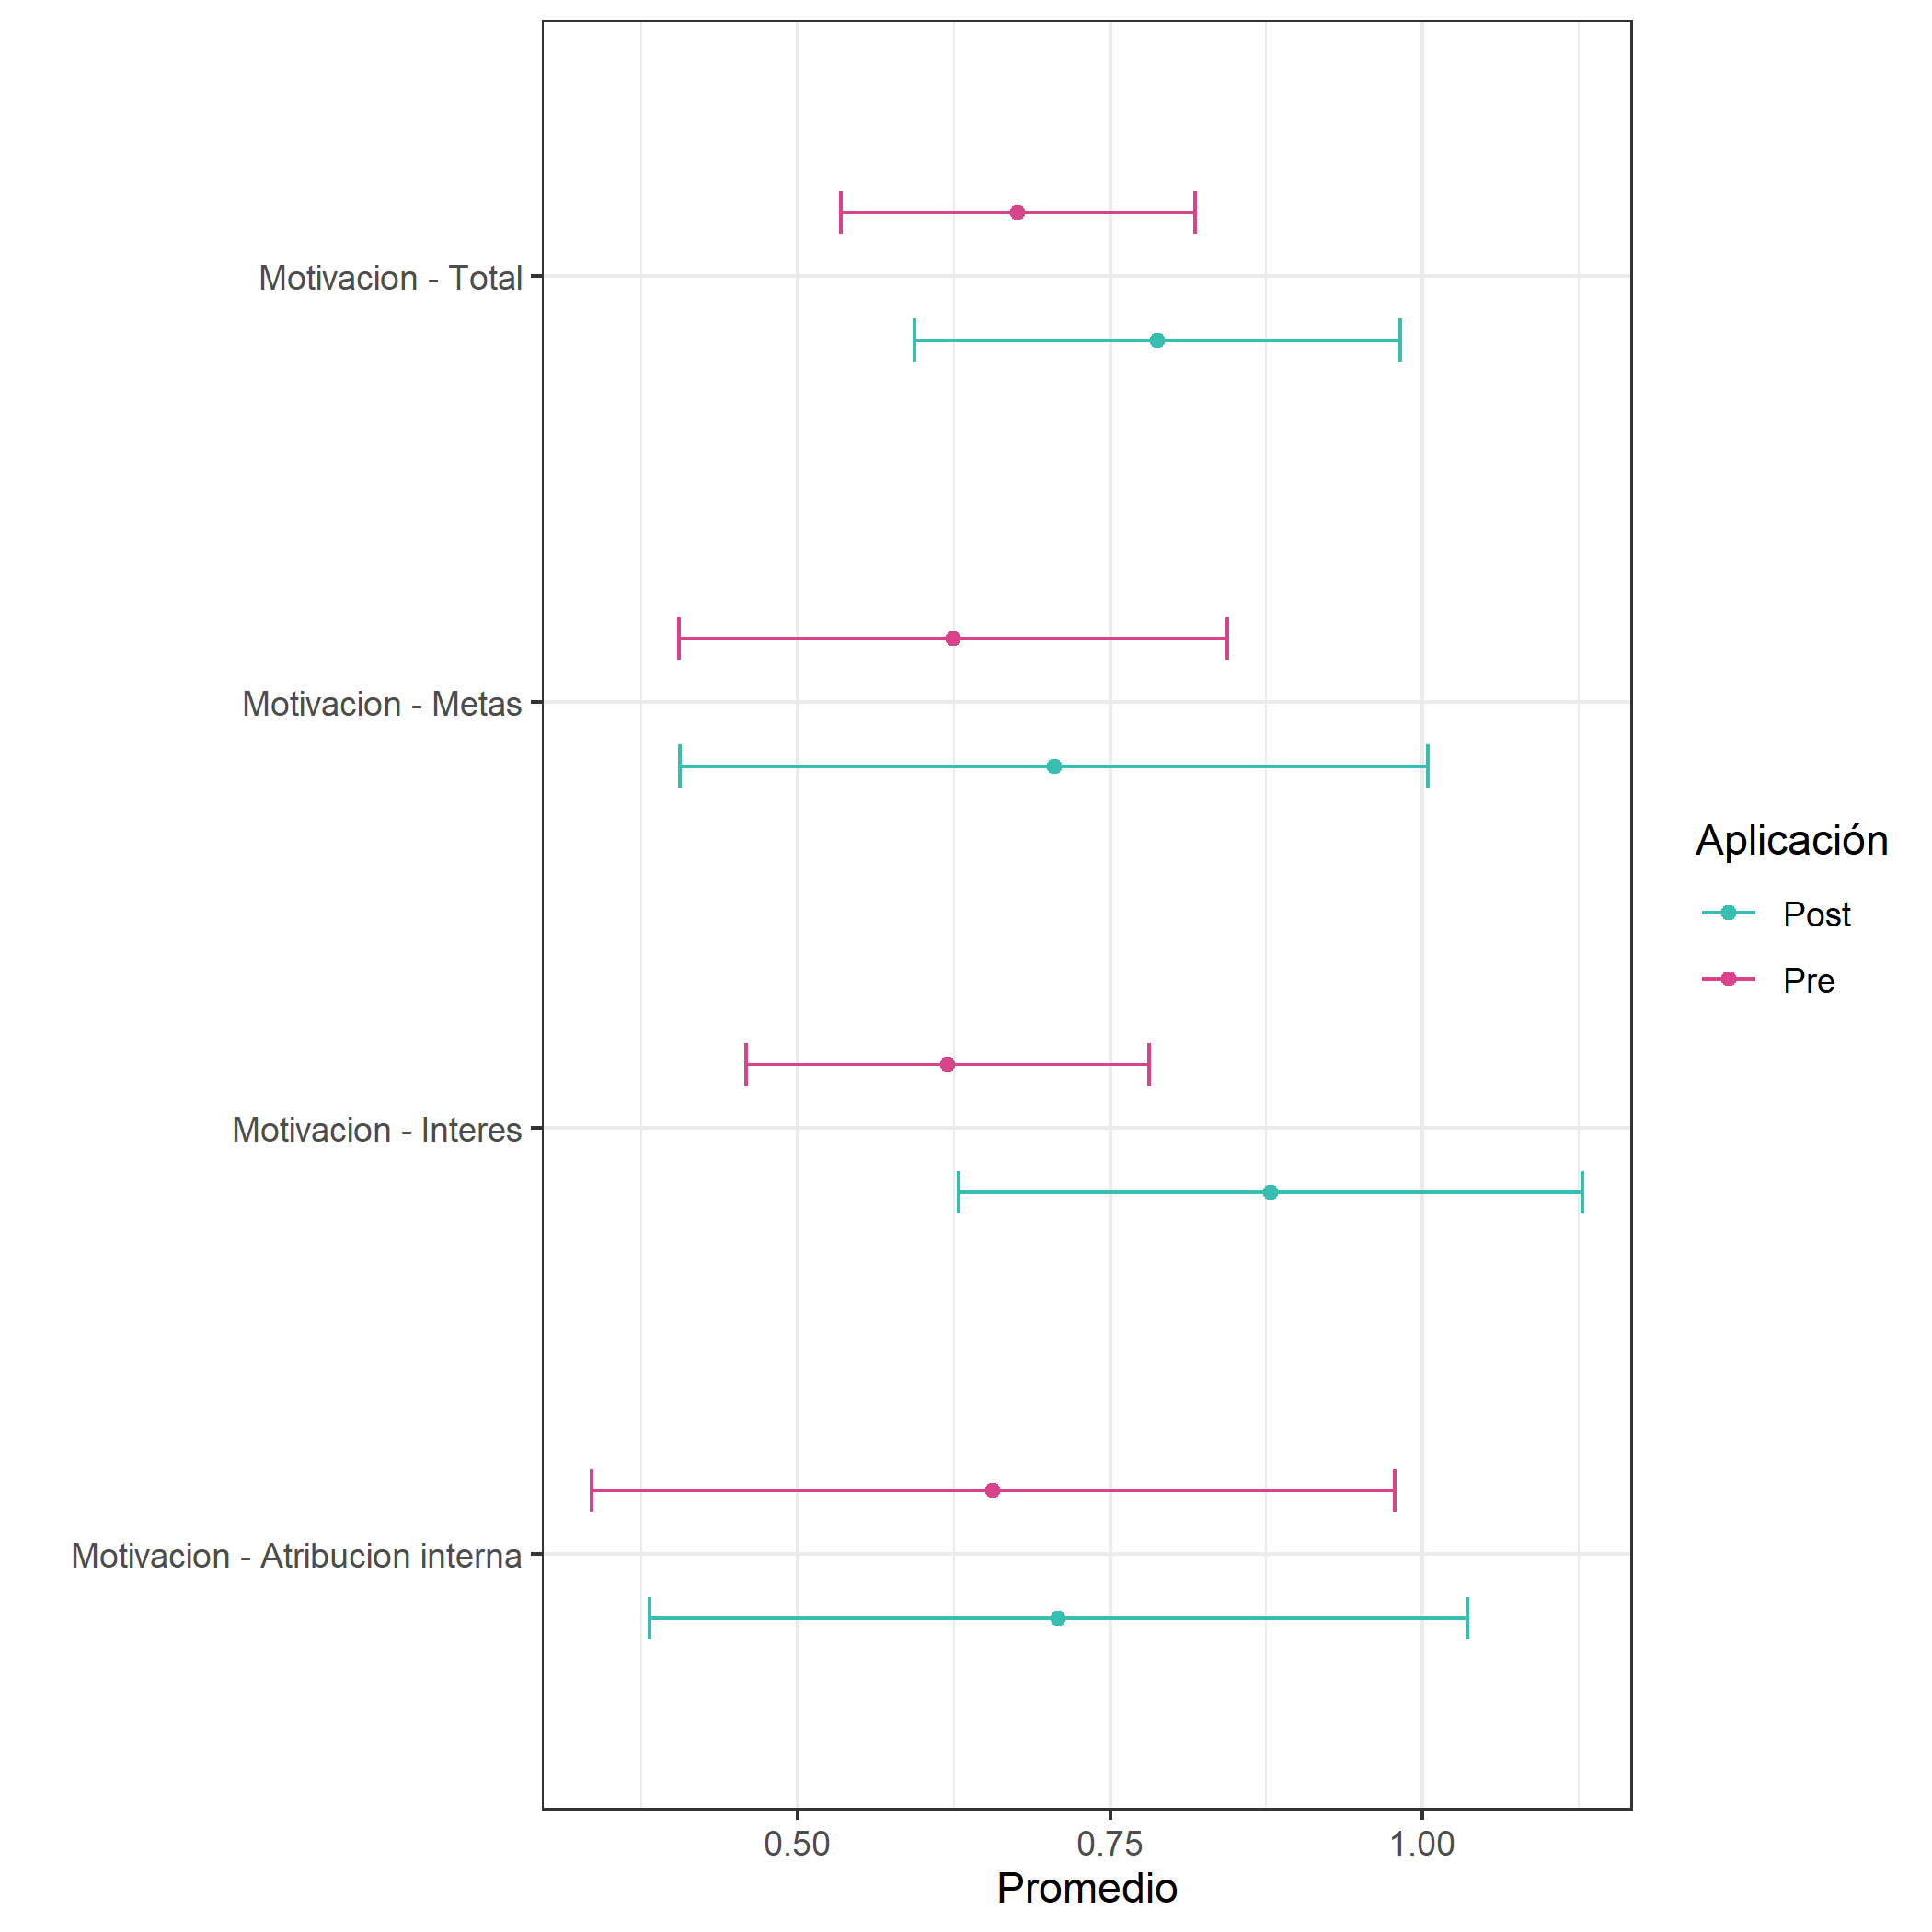 Motivacion - Total
Motivacion - Metas
Motivacion - Interes
Motivacion - Atribucion interna
0.50
0.75
1.00
Promedio
Aplicación
Post
Pre